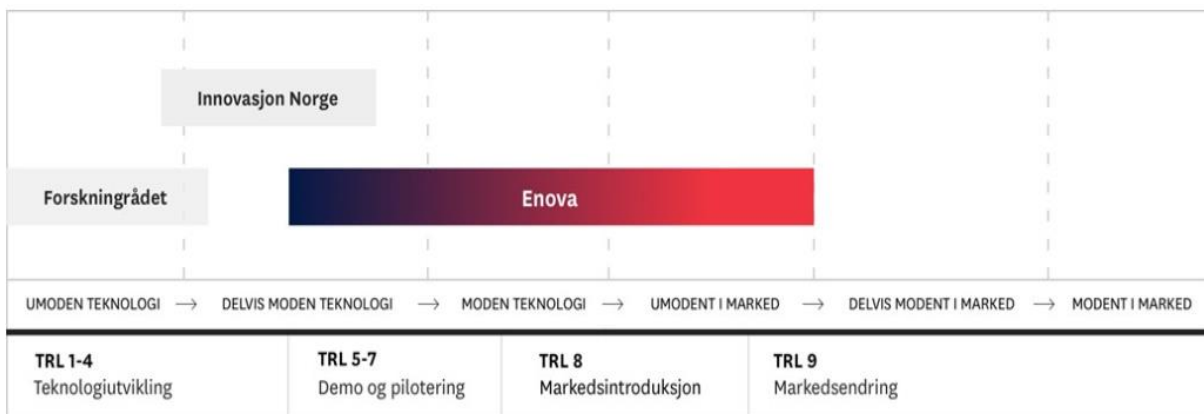 Innovasjon Norge
Forskningrådet
Enova
UMODEN TEKNOLOGI → DELVIS MODEN TEKNOLOGI → MODEN TEKNOLOGI → UMODENT I MARKED → DELVIS MODENT I MARKED → MODENT I MARKED
TRL 1-4 TRL 5-7 TRL 8 TRL 9
Teknologiutvikling Demo og pilotering Markedsintroduksjon Markedsendring